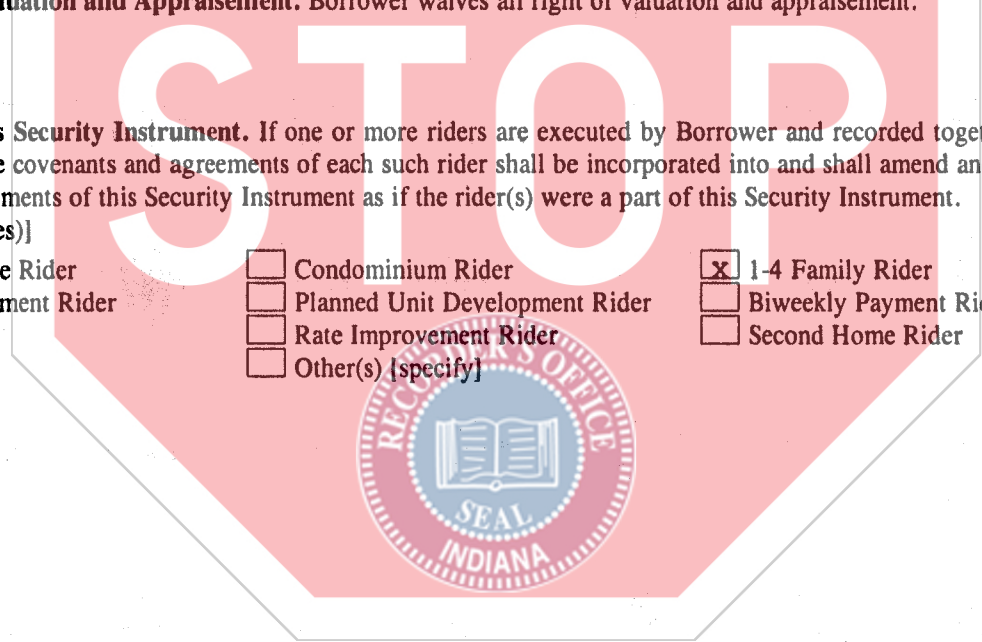 uation and Appraisement. Borrower waives all right of valuation and appraisement.
STOP
s Security Instrument. If one or more riders are executed by Borrower and recorded toget
e covenants and agreements of each such rider shall be incorporated into and shall amend an
ments of this Security Instrument as if the rider(s) were a part of this Security Instrument.
es)]
e Rider Condominium Rider x 1-4 Family Rider
ment Rider Planned Unit Development Rider Biweekly Payment Ri
Rate Improvement Rider Second Home Rider
Other(s) [specify]
RECORDER'S OFFICE
SEAL
INDIANA